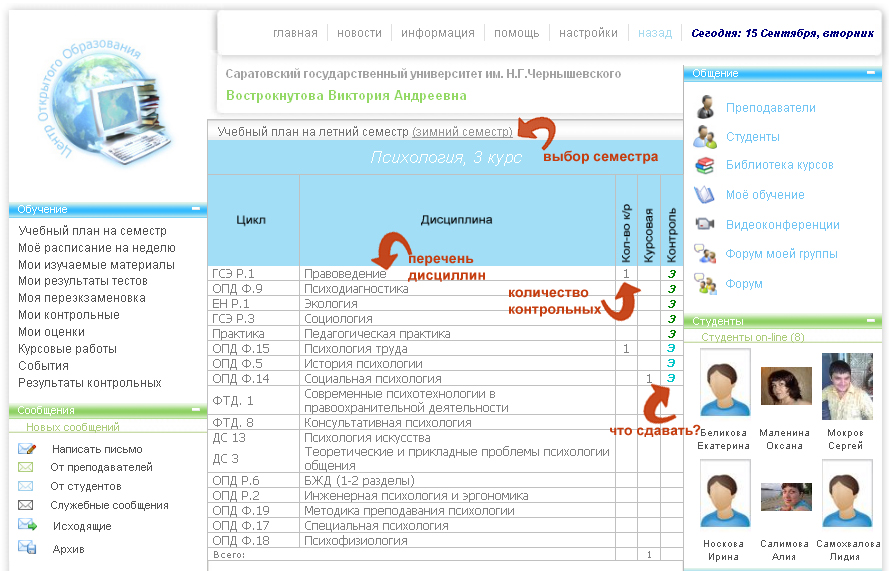 главная новости информация помощь настройки назад Сегодня: 15 Сентября, вторник
Центр Открытого Образования
Саратовский государственный университет им. Н.Г.Чернышевского
Вострокнутова Виктория Андреевна
Учебный план на летний семестр (зимний семестр)
выбор семестра
Психология, 3 курс
Цикл Дисциплина Кол-во к/р Курсовая Контроль
ГСЭ Р.1 Правоведение 1 Э
ОПД Ф.9 Психодиагностика Э
ЕН Р.1 Экология Э
ГСЭ Р.3 Социология Э
Практика Педагогическая практика Э
ОПД Ф.15 Психология труда 1 Э
ОПД Ф.5 История психологии Э
ОПД Ф.14 Социальная психология 1 Э
ФТД. 1 Современные психотехнологии в
правоохранительной деятельности
ФТД. 8 Консультативная психология
ДС 13 Психология искусства
ДС 3 Теоретические и прикладные проблемы психологии
общения
ОПД Р.6 БЖД (1-2 разделы)
ОПД Р.2 Инженерная психология и эргономика
ОПД Ф.19 Методика преподавания психологии
ОПД Ф.17 Специальная психология
ОПД Ф.18 Психофизиология
Всего: 1
перечень
дисциллин
количество
контрольных
что сдавать?
Обучение
Учебный план на семестр
Моё расписание на неделю
Мои изучаемые материалы
Мои результаты тестов
Моя переэкзаменовка
Мои контрольные
Мои оценки
Курсовые работы
События
Результаты контрольных
Сообщения
Новых сообщений
Написать письмо
От преподавателей
От студентов
Служебные сообщения
Исходящие
Архив
Общение
Преподаватели
Студенты
Библиотека курсов
Моё обучение
Видеоконференции
Форум моей группы
Форум
Студенты
Студенты on-line (8)
Беликова Маленина Мокров
Екатерина Оксана Сергей
Носкова Салимова Самохвалова
Ирина Алия Лидия